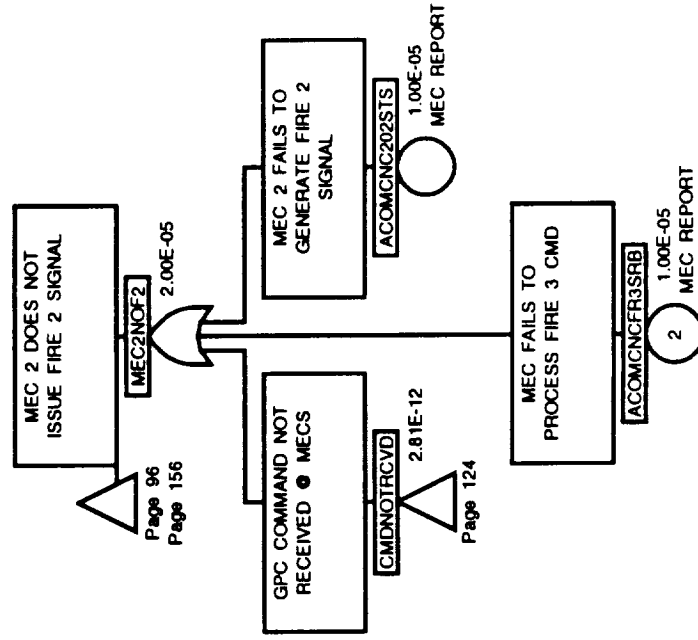 MEC 2 DOES NOT
ISSUE FIRE 2 SIGNAL
MEC2NOF2
2.00E-05
Page 96
Page 156
GPC COMMAND NOT
RECEIVED @ MECS
CMDNOTRCVD
2.81E-12
Page 124
MEC 2 FAILS TO
GENERATE FIRE 2
SIGNAL
ACOMCNC202STS
1.00E-05
MEC REPORT
MEC FAILS TO
PROCESS FIRE 3 CMD
ACOMCNCFR3SRB
1.00E-05
MEC REPORT
2